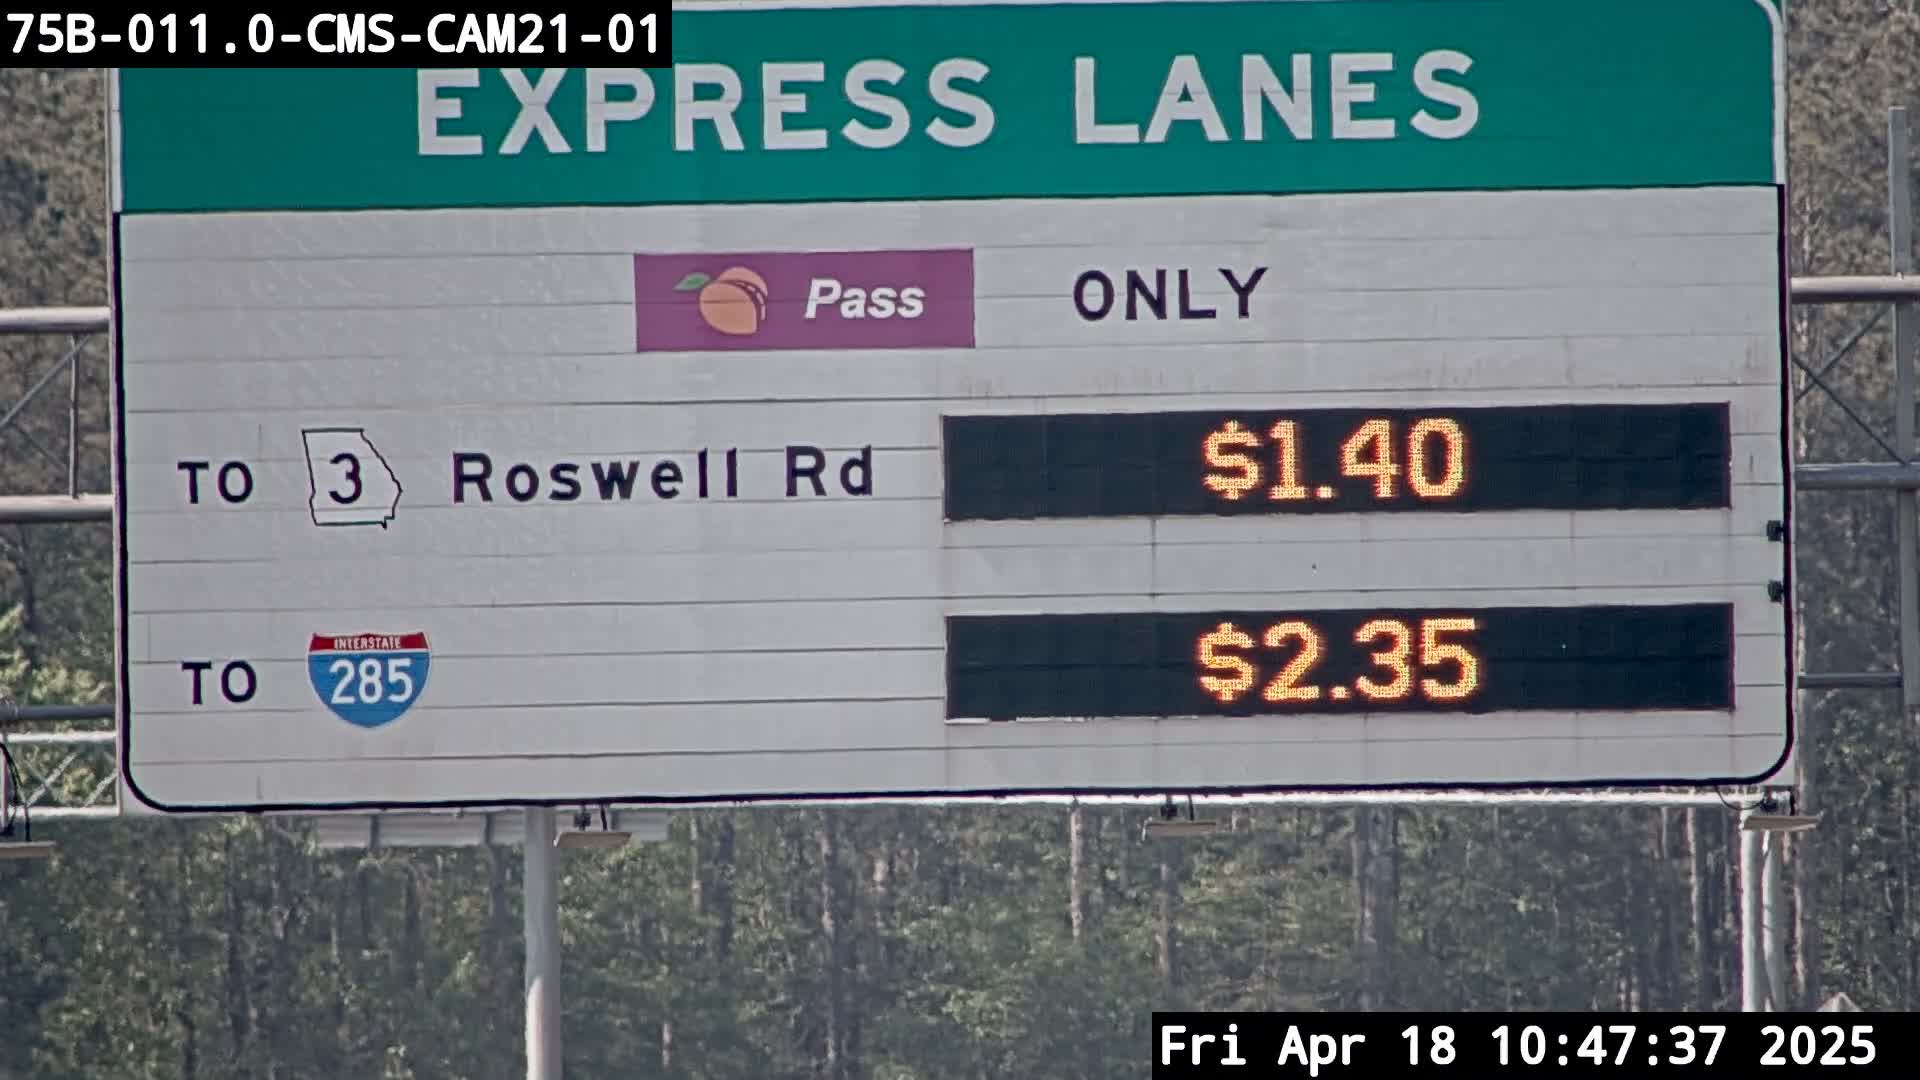 75B-011.0-CMS-CAM21-01
EXPRESS LANES
Pass ONLY
TO 3 Roswell Rd $1.40
TO INTERSTATE 285 $2.35
Fri Apr 18 10:47:37 2025